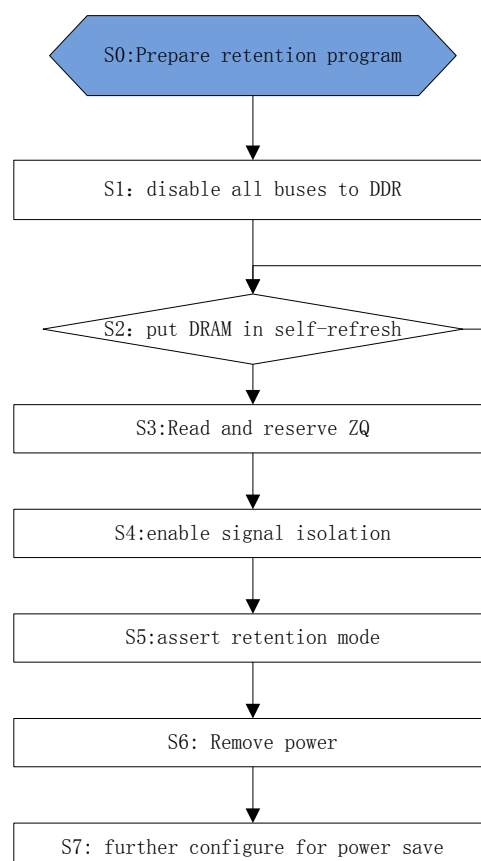 S0:Prepare retention program
S1: disable all buses to DDR
S2: put DRAM in self-refresh
S3:Read and reserve ZQ
S4:enable signal isolation
S5:assert retention mode
S6: Remove power
S7: further configure for power save